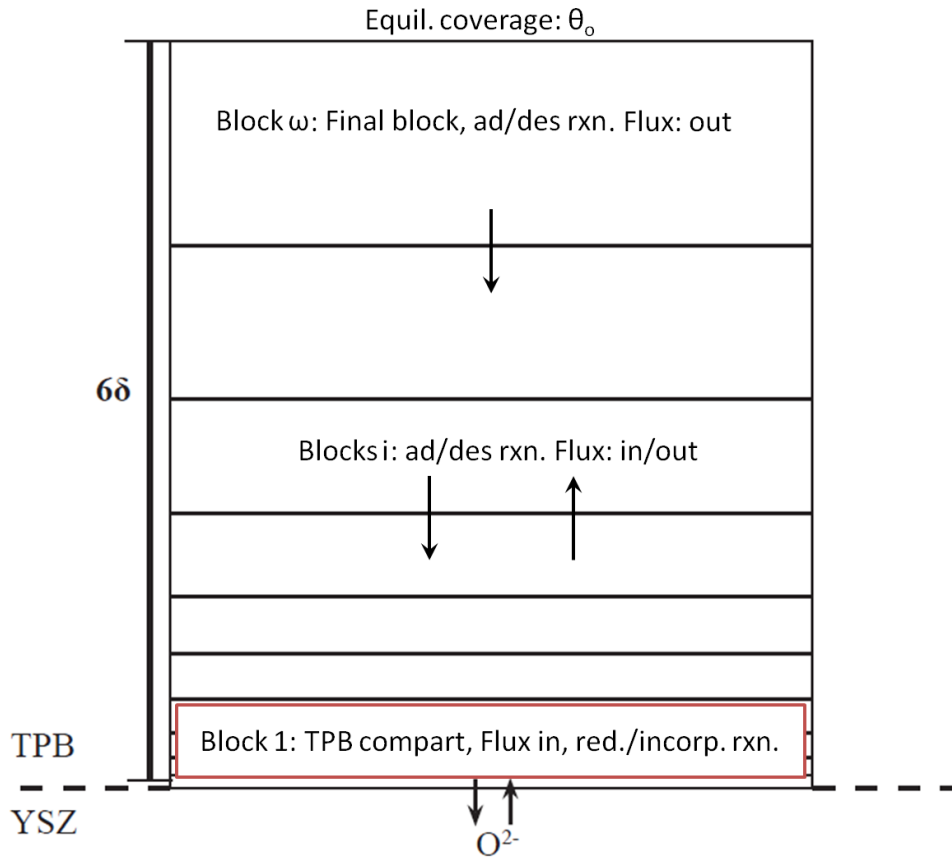 Equil. coverage: θₒ
Block ω: Final block, ad/des rxn. Flux: out
6δ
Blocks i: ad/des rxn. Flux: in/out
Block 1: TPB compart, Flux in, red./incorp. rxn.
TPB
YSZ
O²⁻